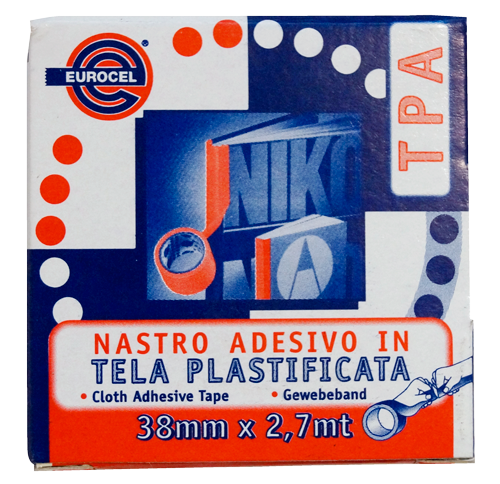 EUROCEL
®
TPA
NIKO
NASTRO ADESIVO IN
TELA PLASTIFICATA
• Cloth Adhesive Tape • Gewebeband
38mm x 2,7mt